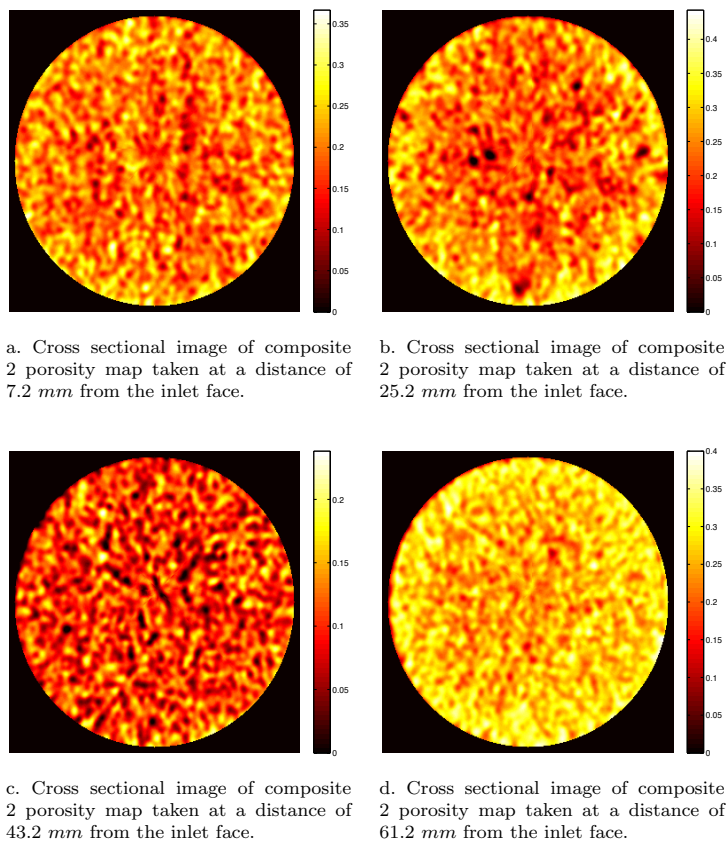 0.35
0.3
0.25
0.2
0.15
0.1
0.05
0
0.4
0.35
0.3
0.25
0.2
0.15
0.1
0.05
0
a. Cross sectional image of composite
2 porosity map taken at a distance of
7.2 mm from the inlet face.
b. Cross sectional image of composite
2 porosity map taken at a distance of
25.2 mm from the inlet face.
0.2
0.15
0.1
0.05
0
0.4
0.35
0.3
0.25
0.2
0.15
0.1
0.05
0
c. Cross sectional image of composite
2 porosity map taken at a distance of
43.2 mm from the inlet face.
d. Cross sectional image of composite
2 porosity map taken at a distance of
61.2 mm from the inlet face.